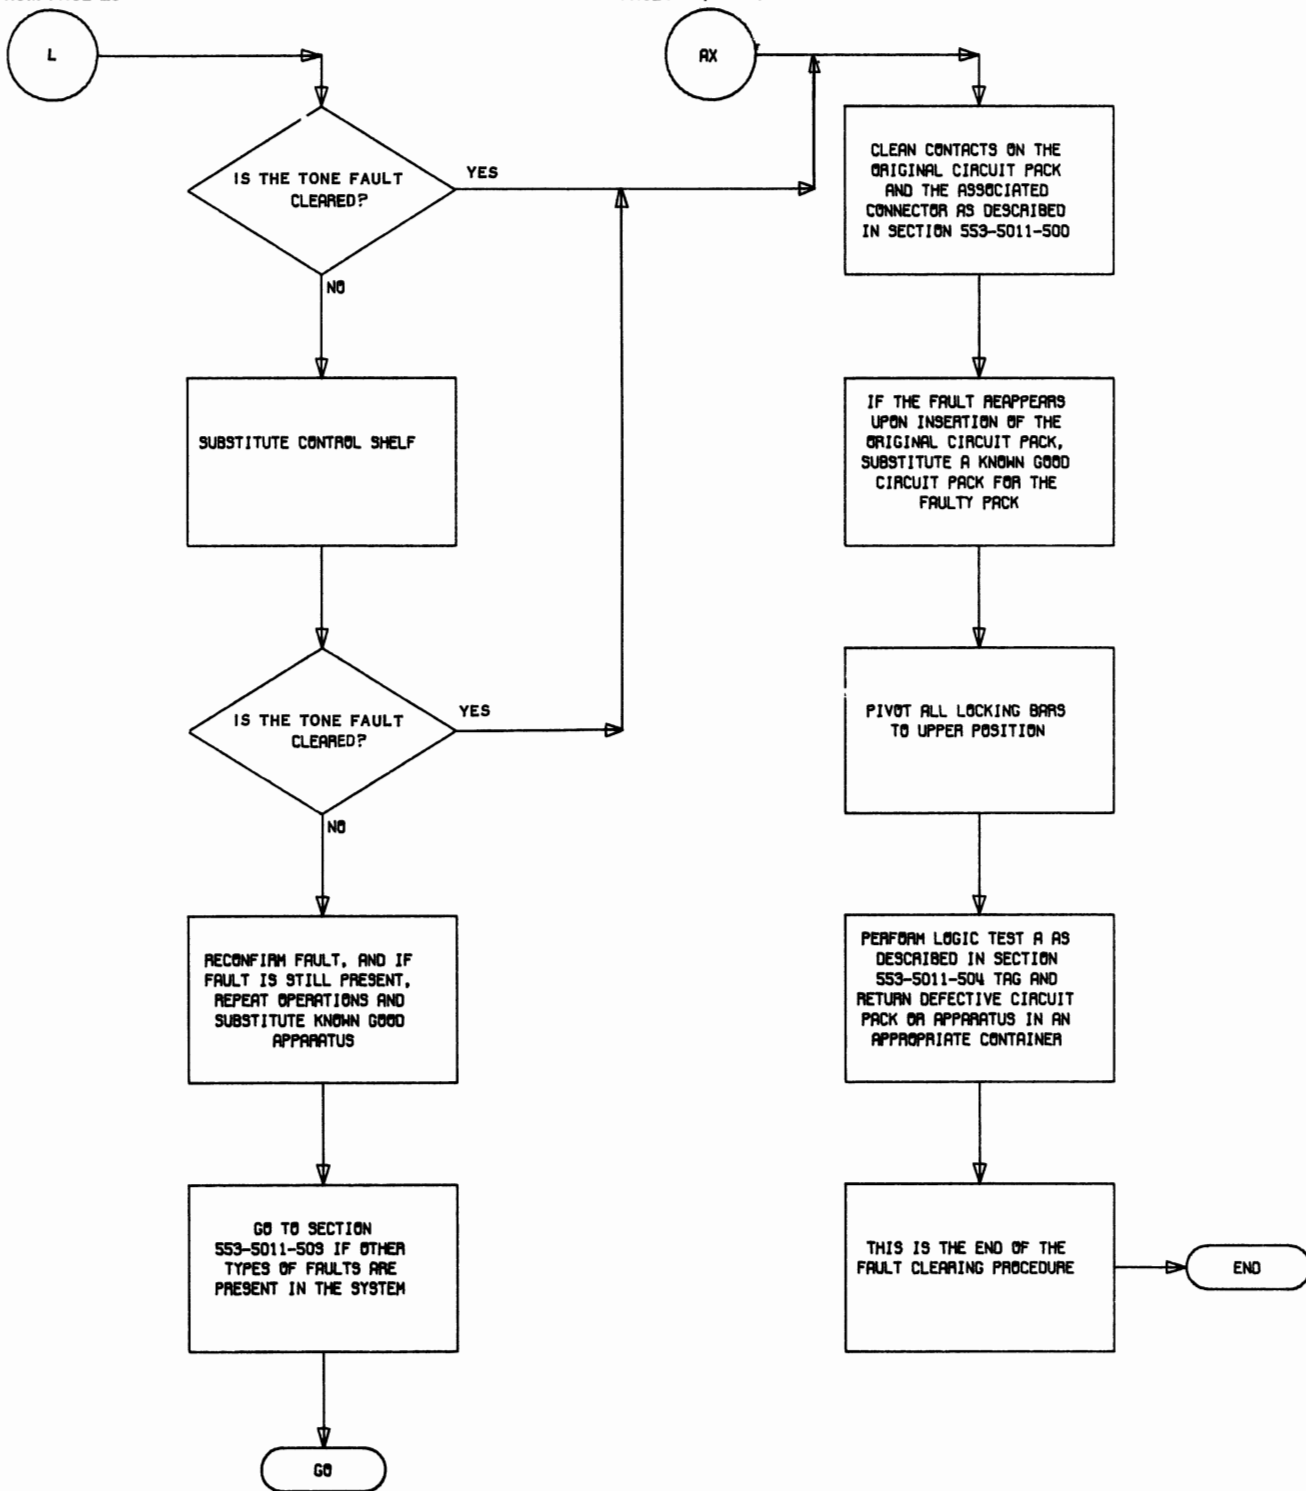 L
IS THE TONE FAULT
CLEARED?
YES
NO
SUBSTITUTE CONTROL SHELF
IS THE TONE FAULT
CLEARED?
YES
NO
RECONFIRM FAULT, AND IF
FAULT IS STILL PRESENT,
REPEAT OPERATIONS AND
SUBSTITUTE KNOWN GOOD
APPARATUS
GO TO SECTION
553-5011-503 IF OTHER
TYPES OF FAULTS ARE
PRESENT IN THE SYSTEM
GO
AX
CLEAN CONTACTS ON THE
ORIGINAL CIRCUIT PACK
AND THE ASSOCIATED
CONNECTOR AS DESCRIBED
IN SECTION 553-5011-500
IF THE FAULT REAPPEARS
UPON INSERTION OF THE
ORIGINAL CIRCUIT PACK,
SUBSTITUTE A KNOWN GOOD
CIRCUIT PACK FOR THE
FAULTY PACK
PIVOT ALL LOCKING BARS
TO UPPER POSITION
PERFORM LOGIC TEST A AS
DESCRIBED IN SECTION
553-5011-504 TAG AND
RETURN DEFECTIVE CIRCUIT
PACK OR APPARATUS IN AN
APPROPRIATE CONTAINER
THIS IS THE END OF THE
FAULT CLEARING PROCEDURE
END